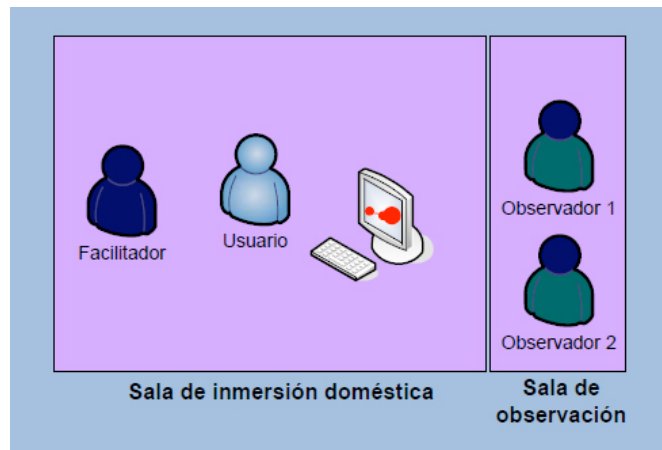 Facilitador
Usuario
Observador 1
Observador 2
Sala de inmersión doméstica
Sala de
observación